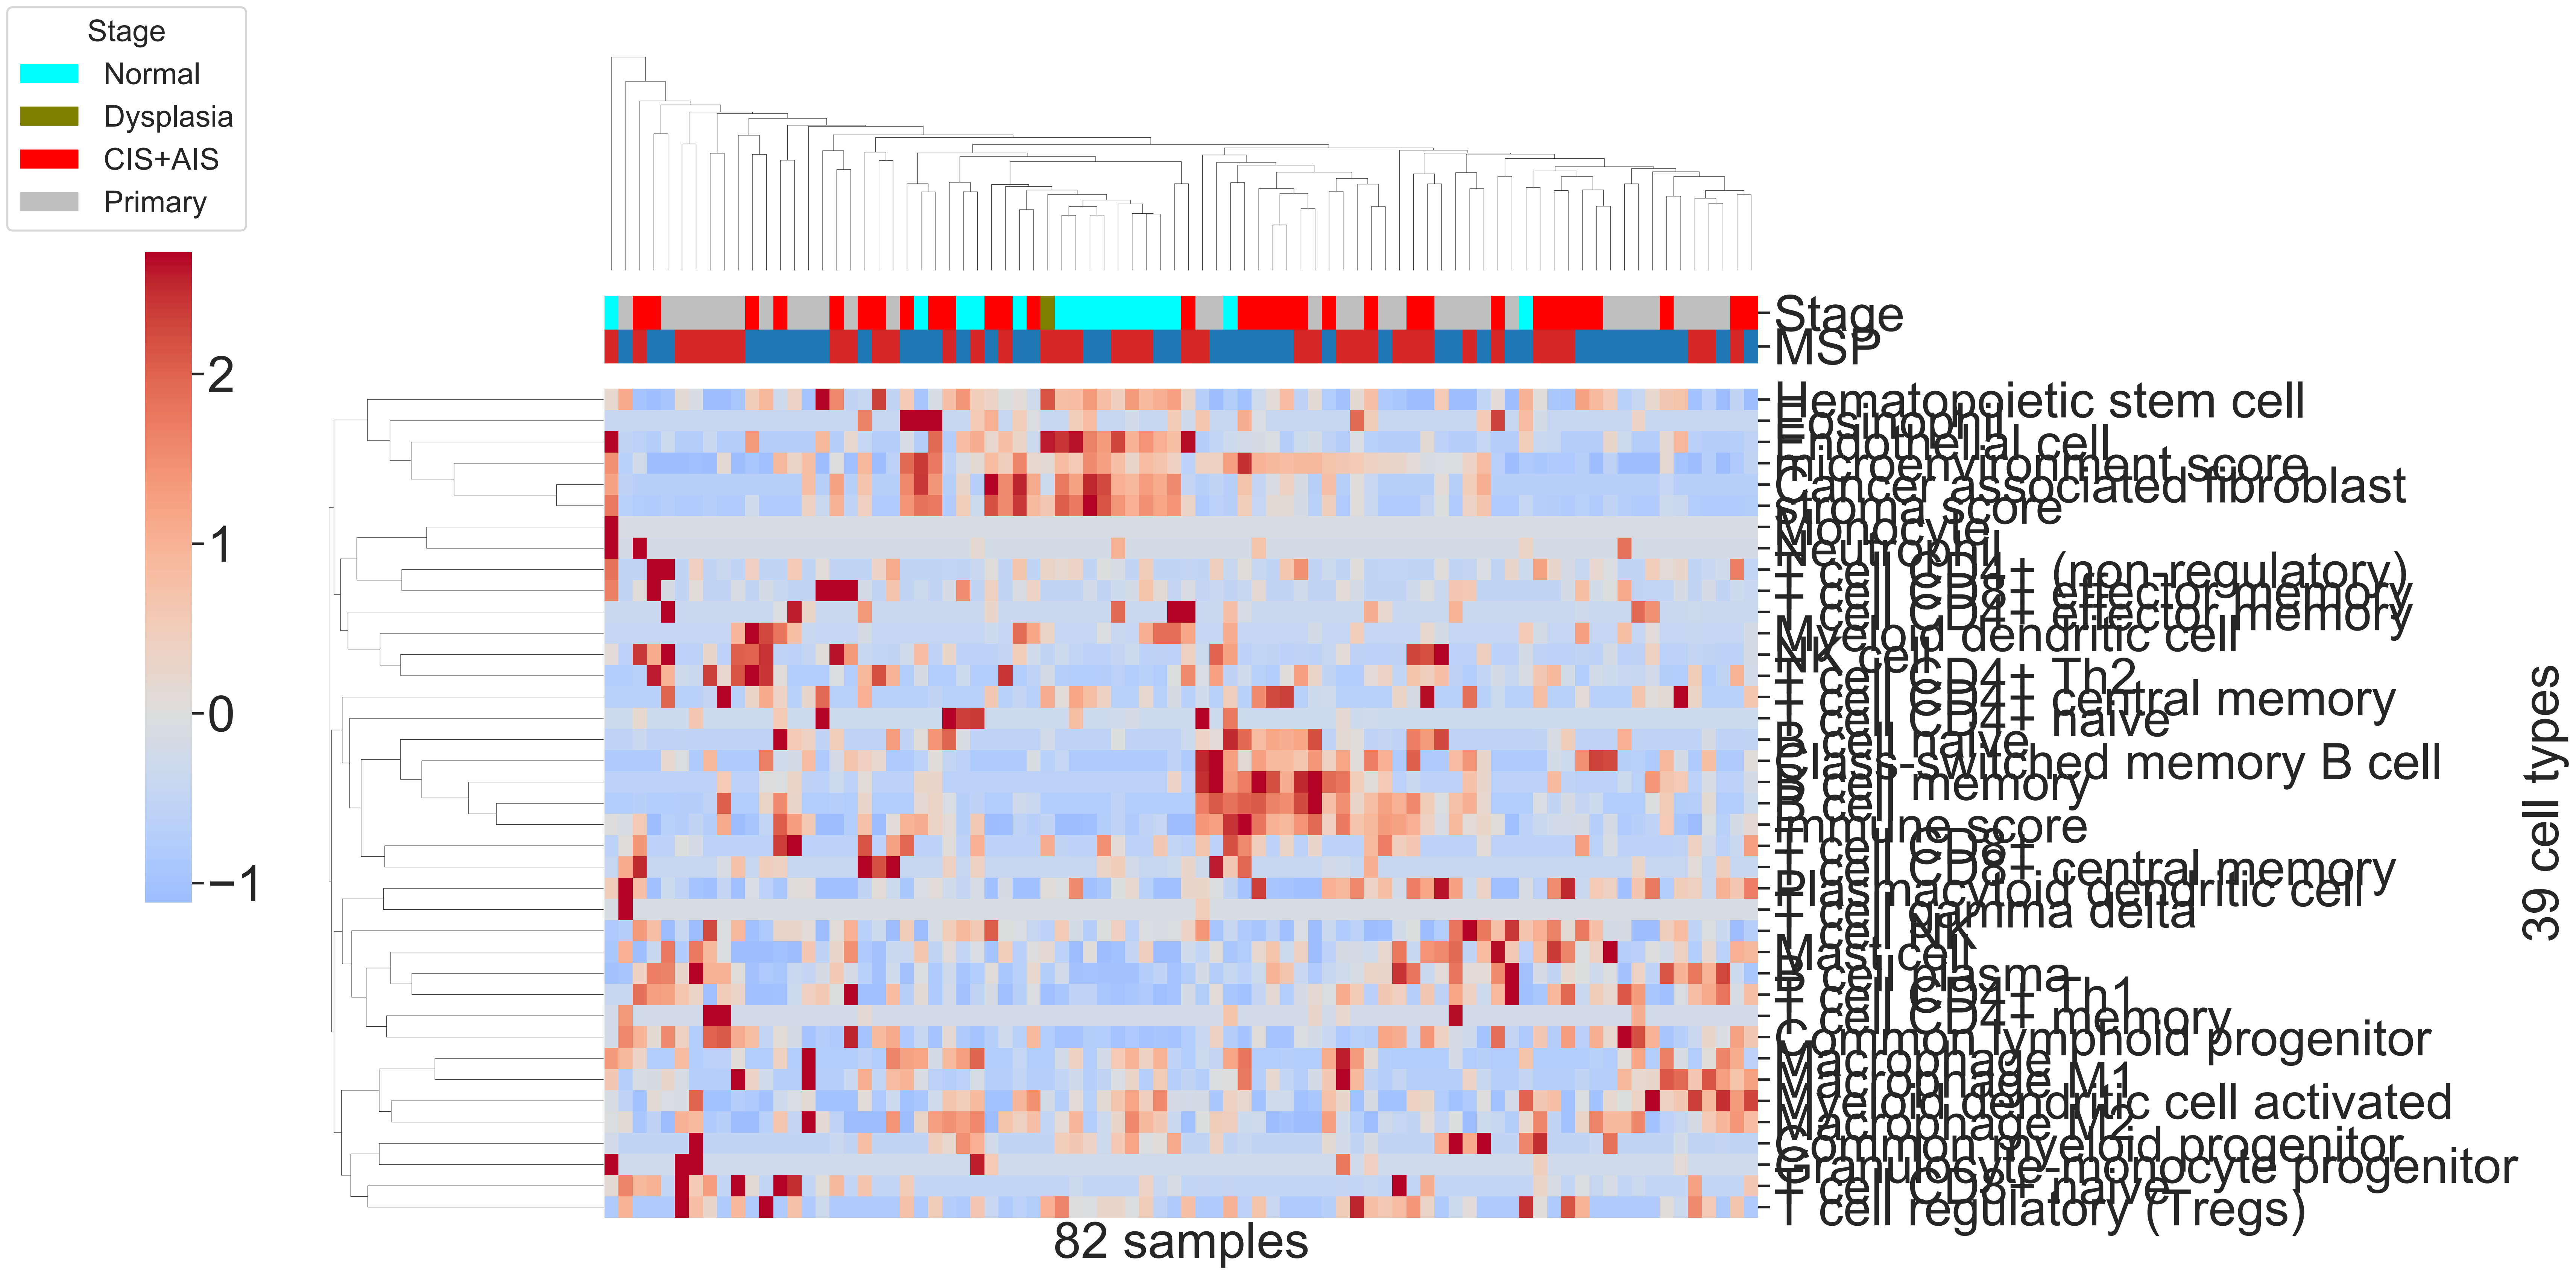 Stage
Normal
Dysplasia
CIS+AIS
Primary
2
1
0
−1
Stage
MSP
Hematopoietic stem cell
Eosinophil
Endothelial cell
microenvironment score
Cancer associated fibroblast
stroma score
Monocyte
Neutrophil
T cell CD4+ (non-regulatory)
T cell CD8+ effector memory
T cell CD4+ effector memory
Myeloid dendritic cell
NK cell
T cell CD4+ Th2
T cell CD4+ central memory
T cell CD4+ naive
B cell naive
Class-switched memory B cell
B cell memory
B cell
immune score
T cell CD8+
T cell CD8+ central memory
Plasmacytoid dendritic cell
T cell gamma delta
T cell NK
Mast cell
B cell plasma
T cell CD4+ Th1
T cell CD4+ memory
Common lymphoid progenitor
Macrophage
Macrophage M1
Myeloid dendritic cell activated
Macrophage M2
Common myeloid progenitor
Granulocyte-monocyte progenitor
T cell CD8+ naive
T cell regulatory (Tregs)
39 cell types
82 samples